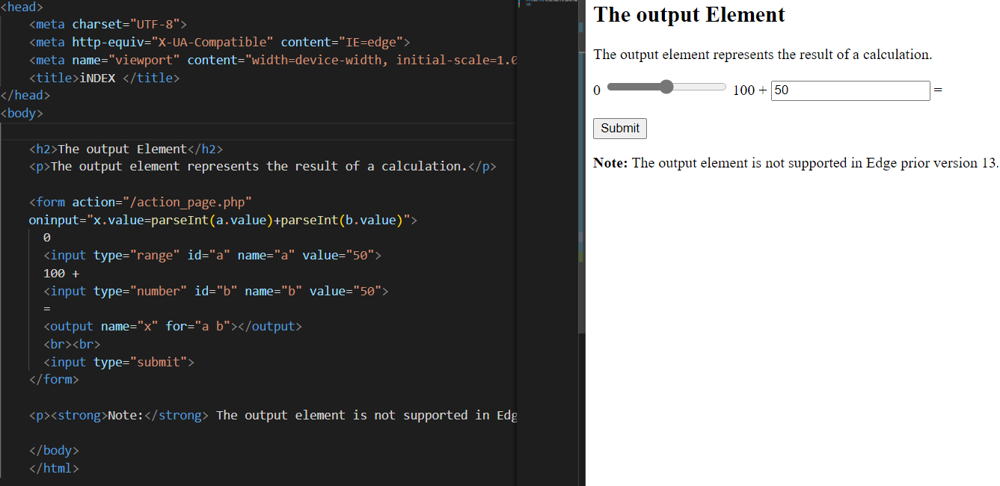 <head>
<meta charset="UTF-8">
<meta http-equiv="X-UA-Compatible" content="IE=edge">
<meta name="viewport" content="width=device-width, initial-scale=1.0
<title>iNDEX </title>
</head>
<body>
<h2>The output Element</h2>
<p>The output element represents the result of a calculation.</p>
<form action="/action_page.php"
oninput="x.value=parseInt(a.value)+parseInt(b.value)">
0
<input type="range" id="a" name="a" value="50">
100 +
<input type="number" id="b" name="b" value="50">
=
<output name="x" for="a b"></output>
<br><br>
<input type="submit">
</form>
<p><strong>Note:</strong> The output element is not supported in Edg
</body>
</html>
The output Element
The output element represents the result of a calculation.
0 100 + 50 =
Submit
Note: The output element is not supported in Edge prior version 13.